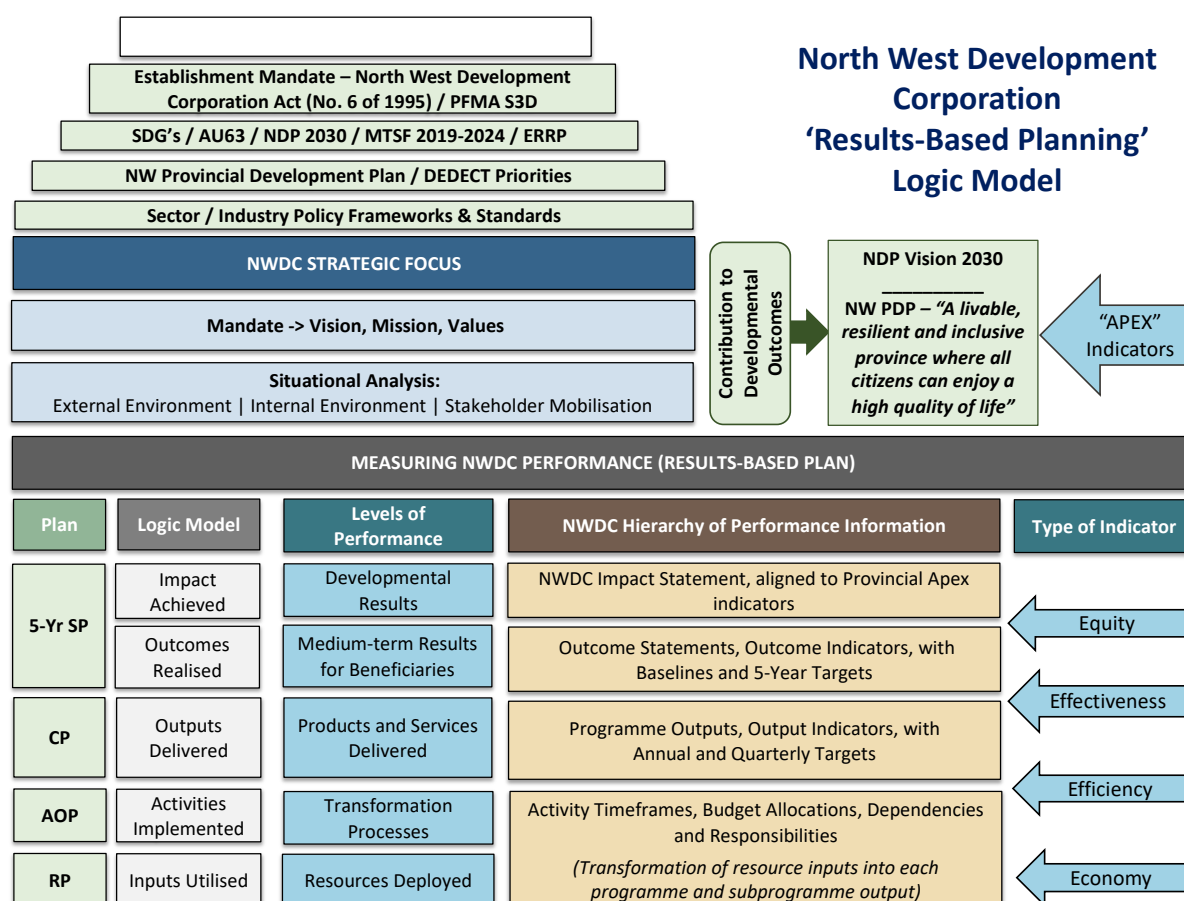 North West Development
Corporation
‘Results-Based Planning’
Logic Model
Establishment Mandate – North West Development
Corporation Act (No. 6 of 1995) / PFMA S3D
SDG’s / AU63 / NDP 2030 / MTSF 2019-2024 / ERRP
NW Provincial Development Plan / DEDECT Priorities
Sector / Industry Policy Frameworks & Standards
NWDC STRATEGIC FOCUS
Mandate -> Vision, Mission, Values
Situational Analysis:
External Environment | Internal Environment | Stakeholder Mobilisation
Contribution to
Developmental
Outcomes
NDP Vision 2030
__________
NW PDP – “A livable,
resilient and inclusive
province where all
citizens can enjoy a
high quality of life”
“APEX”
Indicators
MEASURING NWDC PERFORMANCE (RESULTS-BASED PLAN)
Plan
Logic Model
Levels of
Performance
NWDC Hierarchy of Performance Information
Type of Indicator
5-Yr SP
Impact
Achieved
Developmental
Results
NWDC Impact Statement, aligned to Provincial Apex
indicators
Equity
Outcomes
Realised
Medium-term Results
for Beneficiaries
Outcome Statements, Outcome Indicators, with
Baselines and 5-Year Targets
Effectiveness
CP
Outputs
Delivered
Products and Services
Delivered
Programme Outputs, Output Indicators, with
Annual and Quarterly Targets
Efficiency
AOP
Activities
Implemented
Transformation
Processes
Activity Timeframes, Budget Allocations, Dependencies
and Responsibilities
(Transformation of resource inputs into each
programme and subprogramme output)
RP
Inputs Utilised
Resources Deployed
Economy